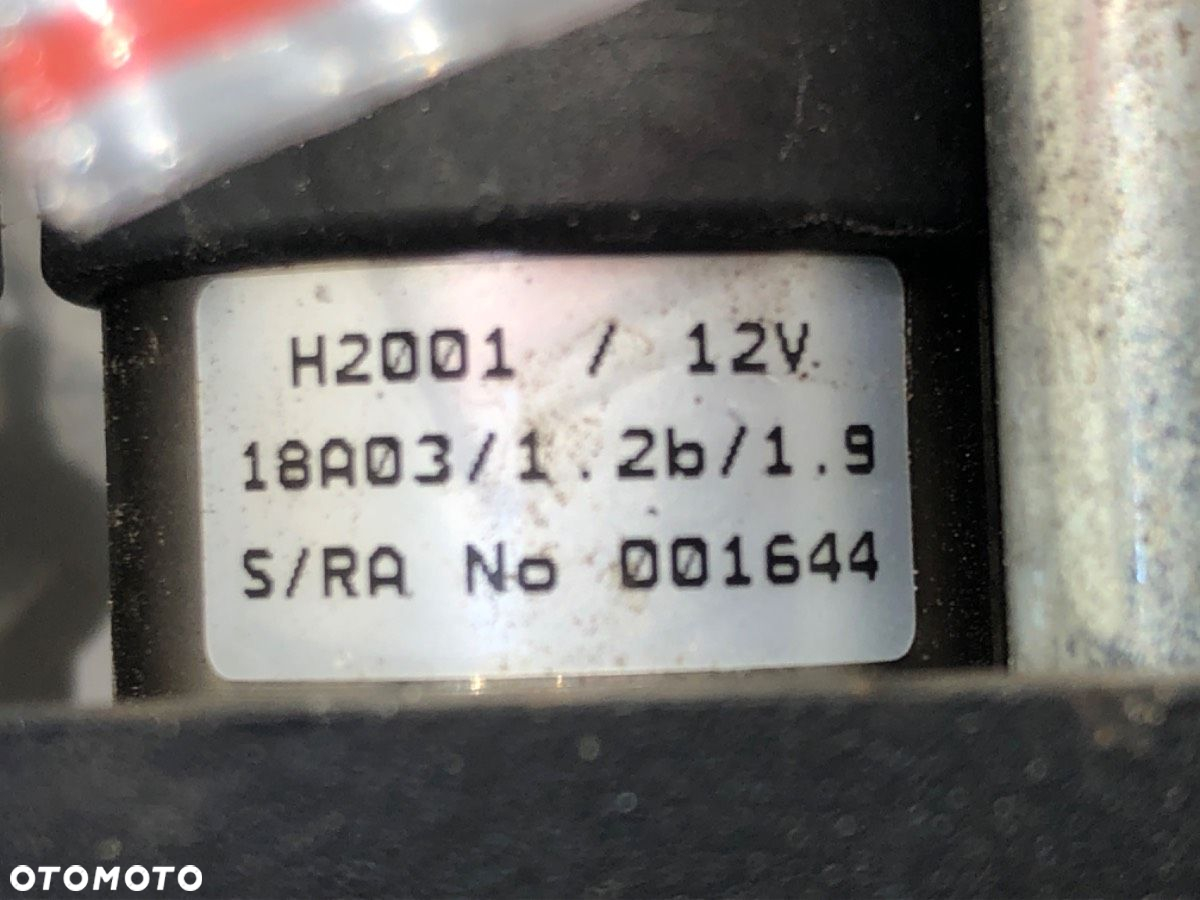 H2001 / 12V
18A03/1.2b/1.9
S/RA No 001644
OTOMOTO